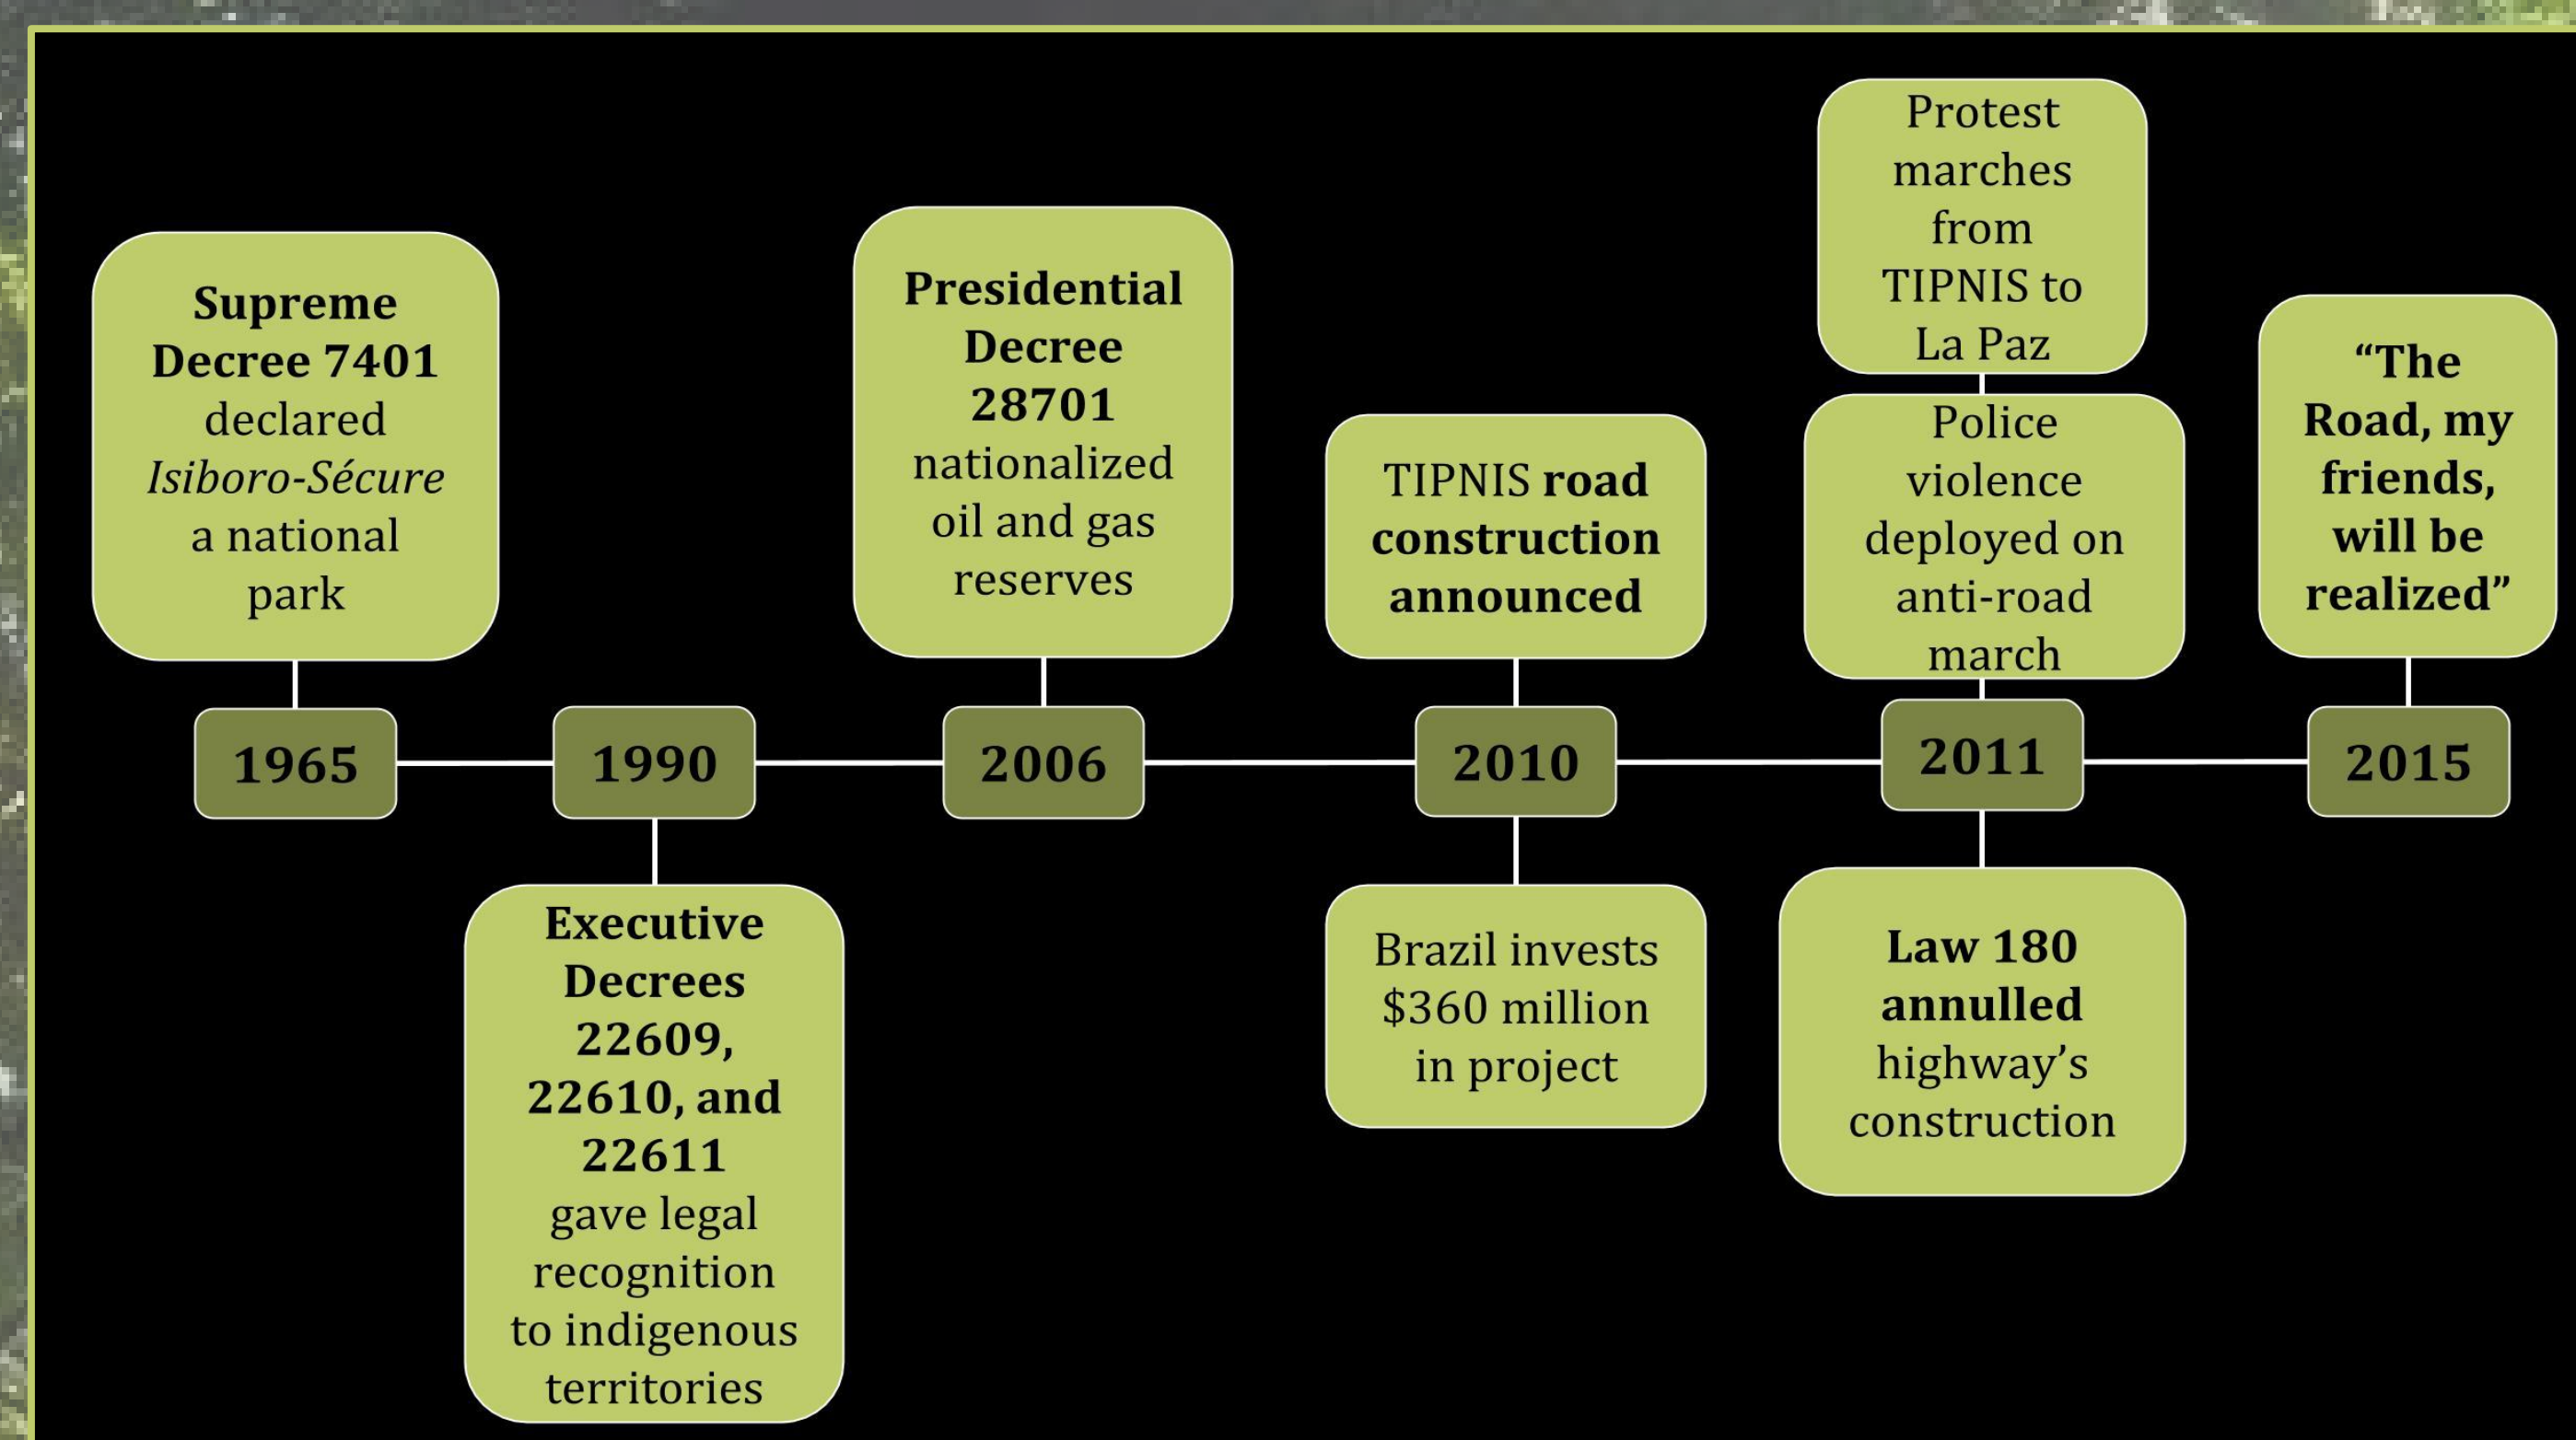 Supreme
Decree 7401
declared
Isiboro-Sécure
a national
park
1965
1990
Executive
Decrees
22609,
22610, and
22611
gave legal
recognition
to indigenous
territories
Presidential
Decree
28701
nationalized
oil and gas
reserves
2006
TIPNIS road
construction
announced
2010
Brazil invests
$360 million
in project
Protest
marches
from
TIPNIS to
La Paz
Police
violence
deployed on
anti-road
march
2011
Law 180
annulled
highway’s
construction
“The
Road, my
friends,
will be
realized”
2015